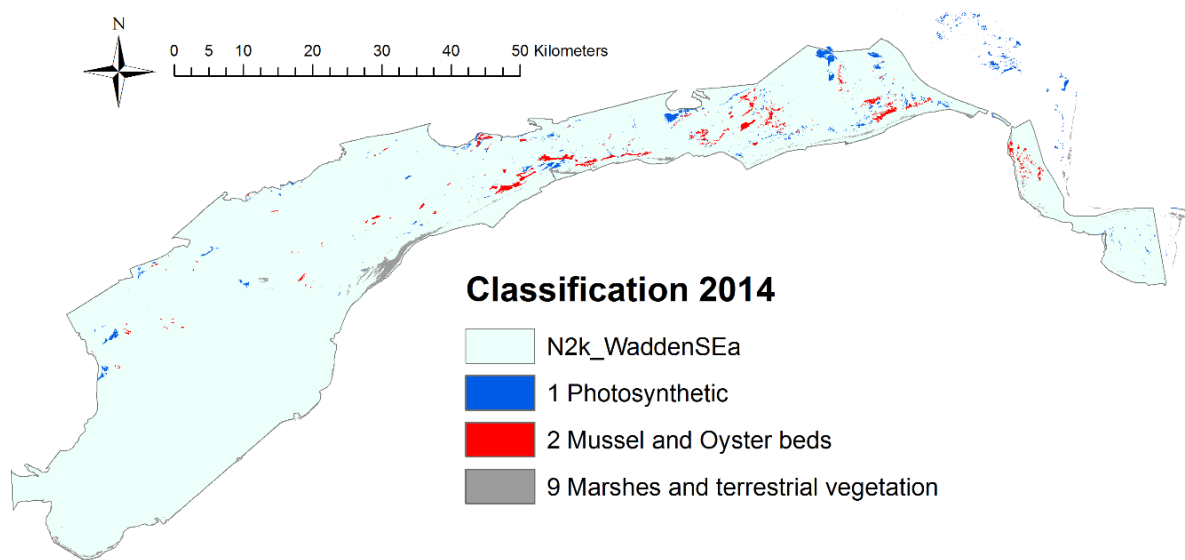 N
0 5 10 20 30 40 50 Kilometers
Classification 2014
N2k_WaddenSEa
1 Photosynthetic
2 Mussel and Oyster beds
9 Marshes and terrestrial vegetation